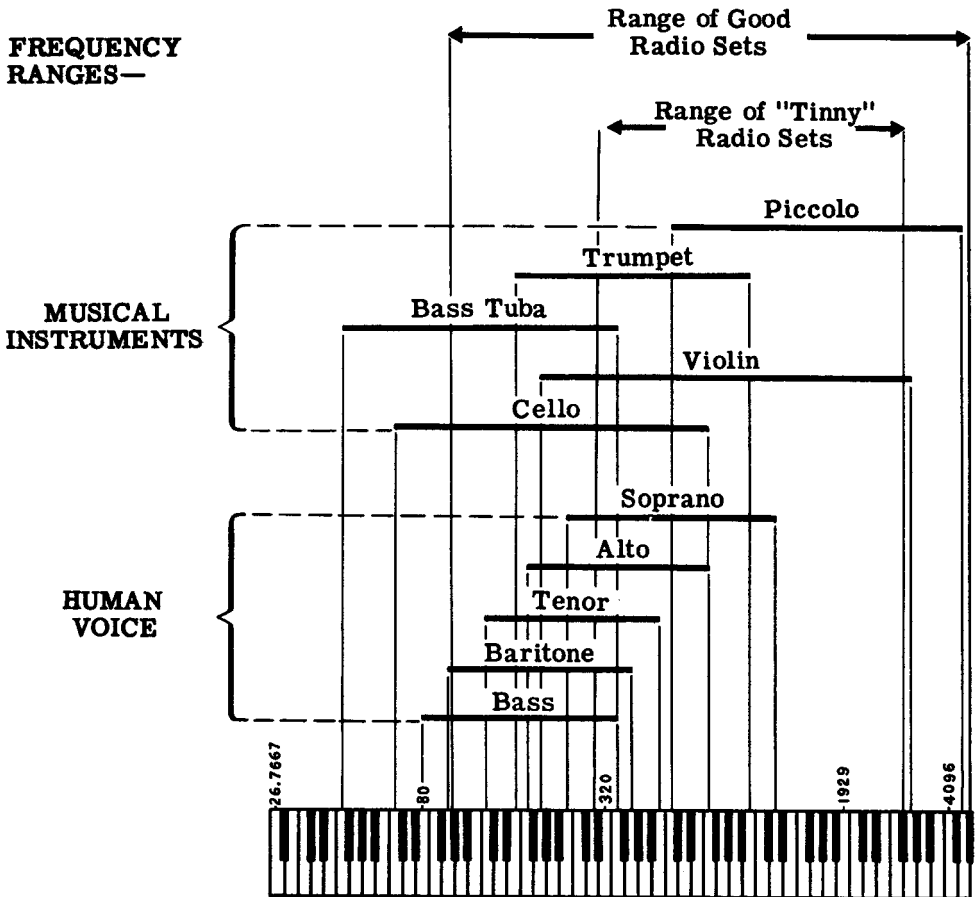 FREQUENCY
RANGES—
Range of Good
Radio Sets
Range of "Tinny"
Radio Sets
MUSICAL
INSTRUMENTS
Piccolo
Trumpet
Bass Tuba
Violin
Cello
HUMAN
VOICE
Soprano
Alto
Tenor
Baritone
Bass
26.7667
80
320
1929
4096